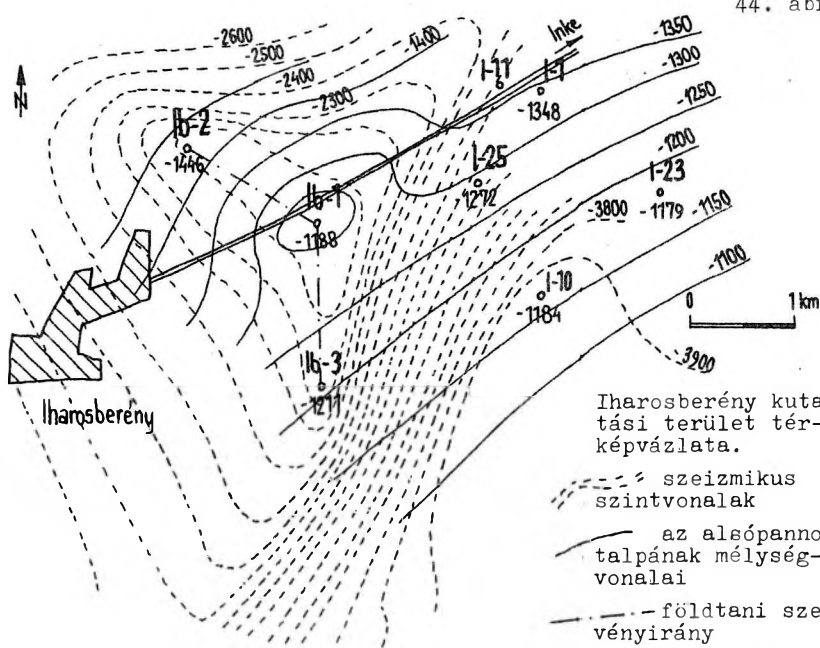 44. ábr
Inke
-2600
-2500
-2400
-1400
2300
-1350
-1300
-1250
-1200
-1150
-1100
-3800
-3900
N
Ib-2
-1446
Ib-1
-1188
Ib-3
-1211
I-11
I-1
-1348
I-25
-1272
I-23
-1179
I-10
-1184
0 1 km
Iharosberény
Iharosberény kuta
tási terület tér-
képvázlata.
szeizmikus
szintvonalak
az alsópanno
talpának mélység-
vonalai
földtani sze
vényirány